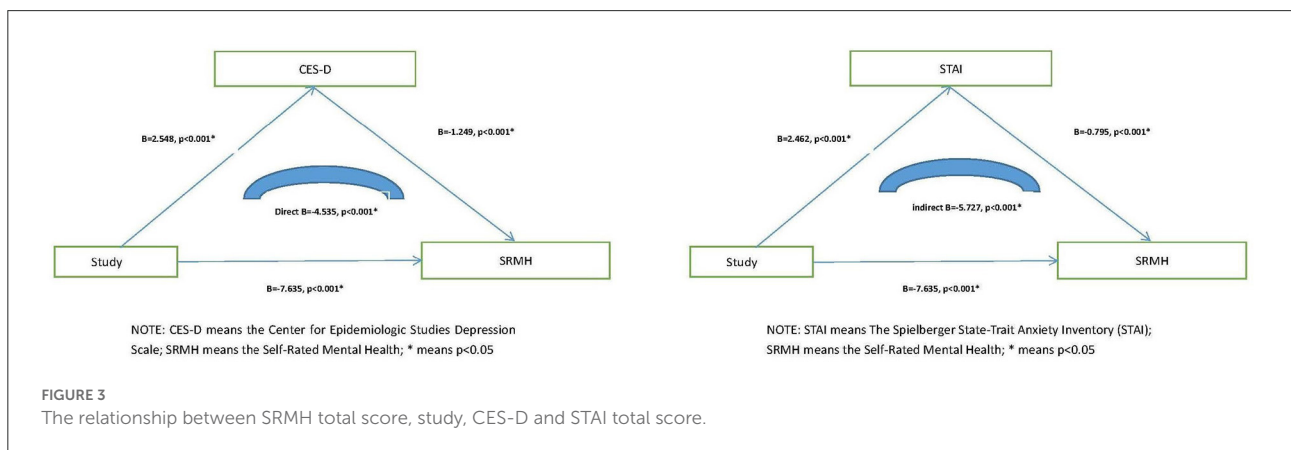 CES-D
B=2.548, p<0.001*
B=-1.249, p<0.001*
Direct B=-4.535, p<0.001*
Study
SRMH
B=-7.635, p<0.001*
NOTE: CES-D means the Center for Epidemiologic Studies Depression
Scale; SRMH means the Self-Rated Mental Health; * means p<0.05
STAI
B=2.462, p<0.001*
B=-0.795, p<0.001*
indirect B=-5.727, p<0.001*
Study
SRMH
B=-7.635, p<0.001*
NOTE: STAI means The Spielberger State-Trait Anxiety Inventory (STAI);
SRMH means the Self-Rated Mental Health; * means p<0.05
FIGURE 3
The relationship between SRMH total score, study, CES-D and STAI total score.